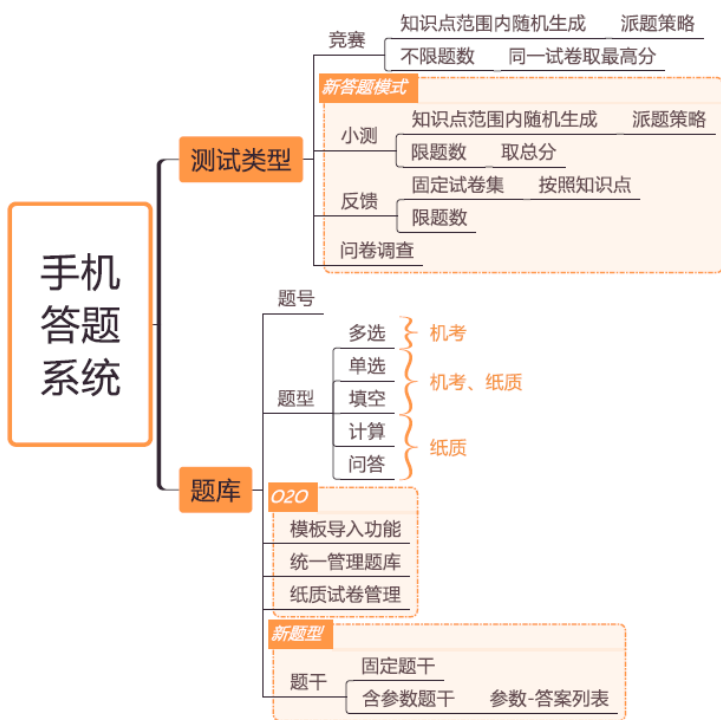 手机
答题
系统
测试类型
竞赛
知识点范围内随机生成 派题策略
不限题数 同一试卷取最高分
新答题模式
小测
知识点范围内随机生成 派题策略
限题数 取总分
反馈
固定试卷集 按照知识点
限题数
问卷调查
题库
题号
题型
多选
机考
单选
填空
机考、纸质
计算
问答
纸质
O2O
模板导入功能
统一管理题库
纸质试卷管理
新题型
题干
固定题干
含参数题干 参数-答案列表